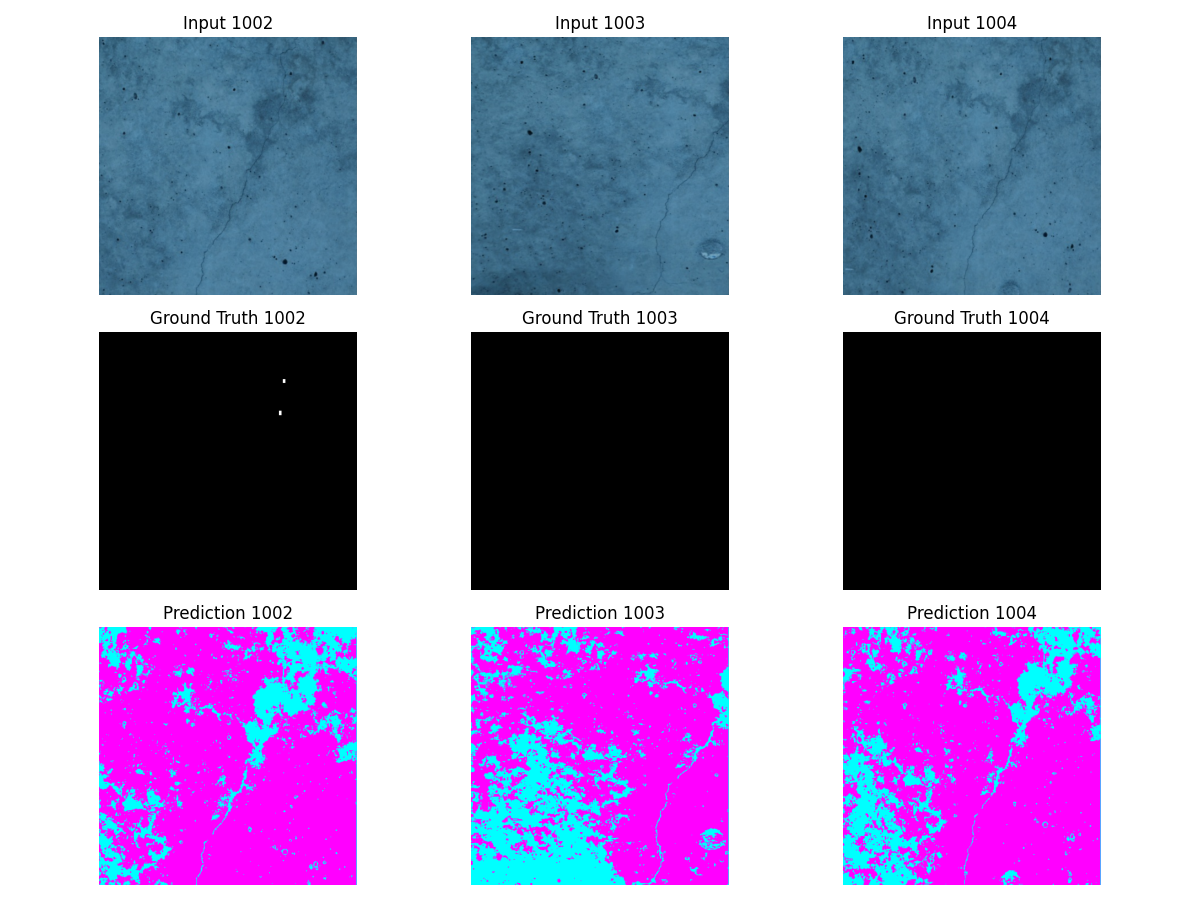 Input 1002
Input 1003
Input 1004
Ground Truth 1002
Ground Truth 1003
Ground Truth 1004
Prediction 1002
Prediction 1003
Prediction 1004